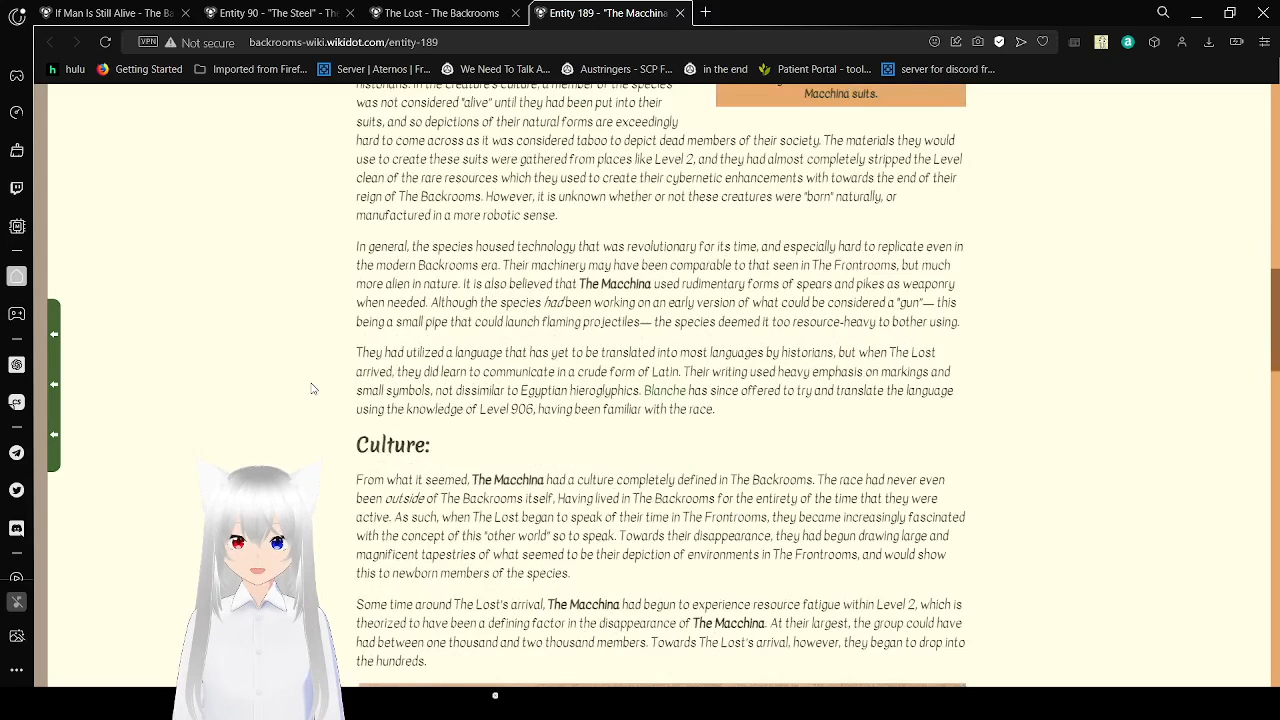 If Man Is Still Alive - The Ba
Entity 90 - "The Steel" - The
The Lost - The Backrooms
Entity 189 - "The Macchina
VPN
Not secure
backrooms-wiki.wikidot.com/entity-189
hulu
Getting Started
Imported from Firef...
Server | Aternos | Fr...
We Need To Talk A...
Austringers - SCP F...
in the end
Patient Portal - tool...
server for discord fr...
Macchina suits.
historians. In the creature's culture, a member of the species
was not considered "alive" until they had been put into their
suits, and so depictions of their natural forms are exceedingly
hard to come across as it was considered taboo to depict dead members of their society. The materials they would
use to create these suits were gathered from places like Level 2, and they had almost completely stripped the Level
clean of the rare resources which they used to create their cybernetic enhancements with towards the end of their
reign of The Backrooms. However, it is unknown whether or not these creatures were "born" naturally, or
manufactured in a more robotic sense.
In general, the species housed technology that was revolutionary for its time, and especially hard to replicate even in
the modern Backrooms era. Their machinery may have been comparable to that seen in The Frontrooms, but much
more alien in nature. It is also believed that The Macchina used rudimentary forms of spears and pikes as weaponry
when needed. Although the species had been working on an early version of what could be considered a "gun"— this
being a small pipe that could launch flaming projectiles— the species deemed it too resource-heavy to bother using.
They had utilized a language that has yet to be translated into most languages by historians, but when The Lost
arrived, they did learn to communicate in a crude form of Latin. Their writing used heavy emphasis on markings and
small symbols, not dissimilar to Egyptian hieroglyphics. Blanche has since offered to try and translate the language
using the knowledge of Level 906, having been familiar with the race.
Culture:
From what it seemed, The Macchina had a culture completely defined in The Backrooms. The race had never even
been outside of The Backrooms itself, Having lived in The Backrooms for the entirety of the time that they were
active. As such, when The Lost began to speak of their time in The Frontrooms, they became increasingly fascinated
with the concept of this "other world" so to speak. Towards their disappearance, they had begun drawing large and
magnificent tapestries of what seemed to be their depiction of environments in The Frontrooms, and would show
this to newborn members of the species.
Some time around The Lost's arrival, The Macchina had begun to experience resource fatigue within Level 2, which is
theorized to have been a defining factor in the disappearance of The Macchina. At their largest, the group could have
had between one thousand and two thousand members. Towards The Lost's arrival, however, they began to drop into
the hundreds.